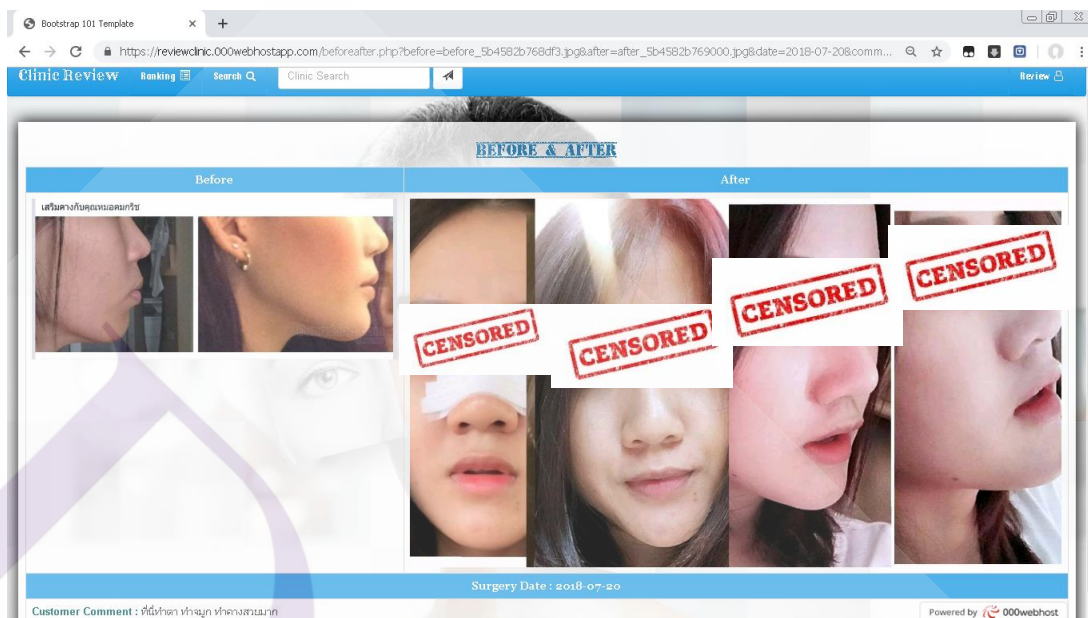 Bootstrap 101 Template
https://reviewclinic.000webhostapp.com/beforeafter.php?before=before_5b4582b768df3.jpg&after=after_5b4582b769000.jpg&date=2018-07-20&comm...
Clinic Review Ranking Search Clinic Search Review
BEFORE & AFTER
Before After
เสริมคางกับคุณหมอคมกริช
CENSORED
CENSORED
CENSORED
CENSORED
Surgery Date : 2018-07-20
Customer Comment : ที่นี่ทำตา ทำจมูก ทำคางสวยมาก
Powered by 000webhost